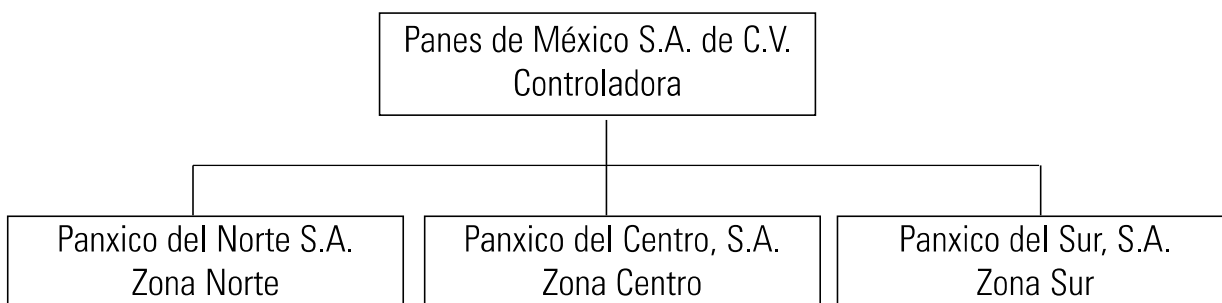 Panes de México S.A. de C.V.
Controladora
Panxico del Norte S.A.
Zona Norte
Panxico del Centro, S.A.
Zona Centro
Panxico del Sur, S.A.
Zona Sur